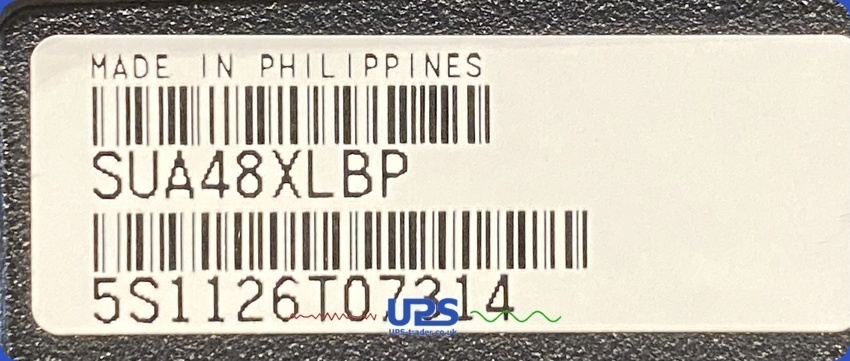 MADE IN PHILIPPINES
SUA48XLBP
5S1126T07314
UPS
UPS-trader.co.uk